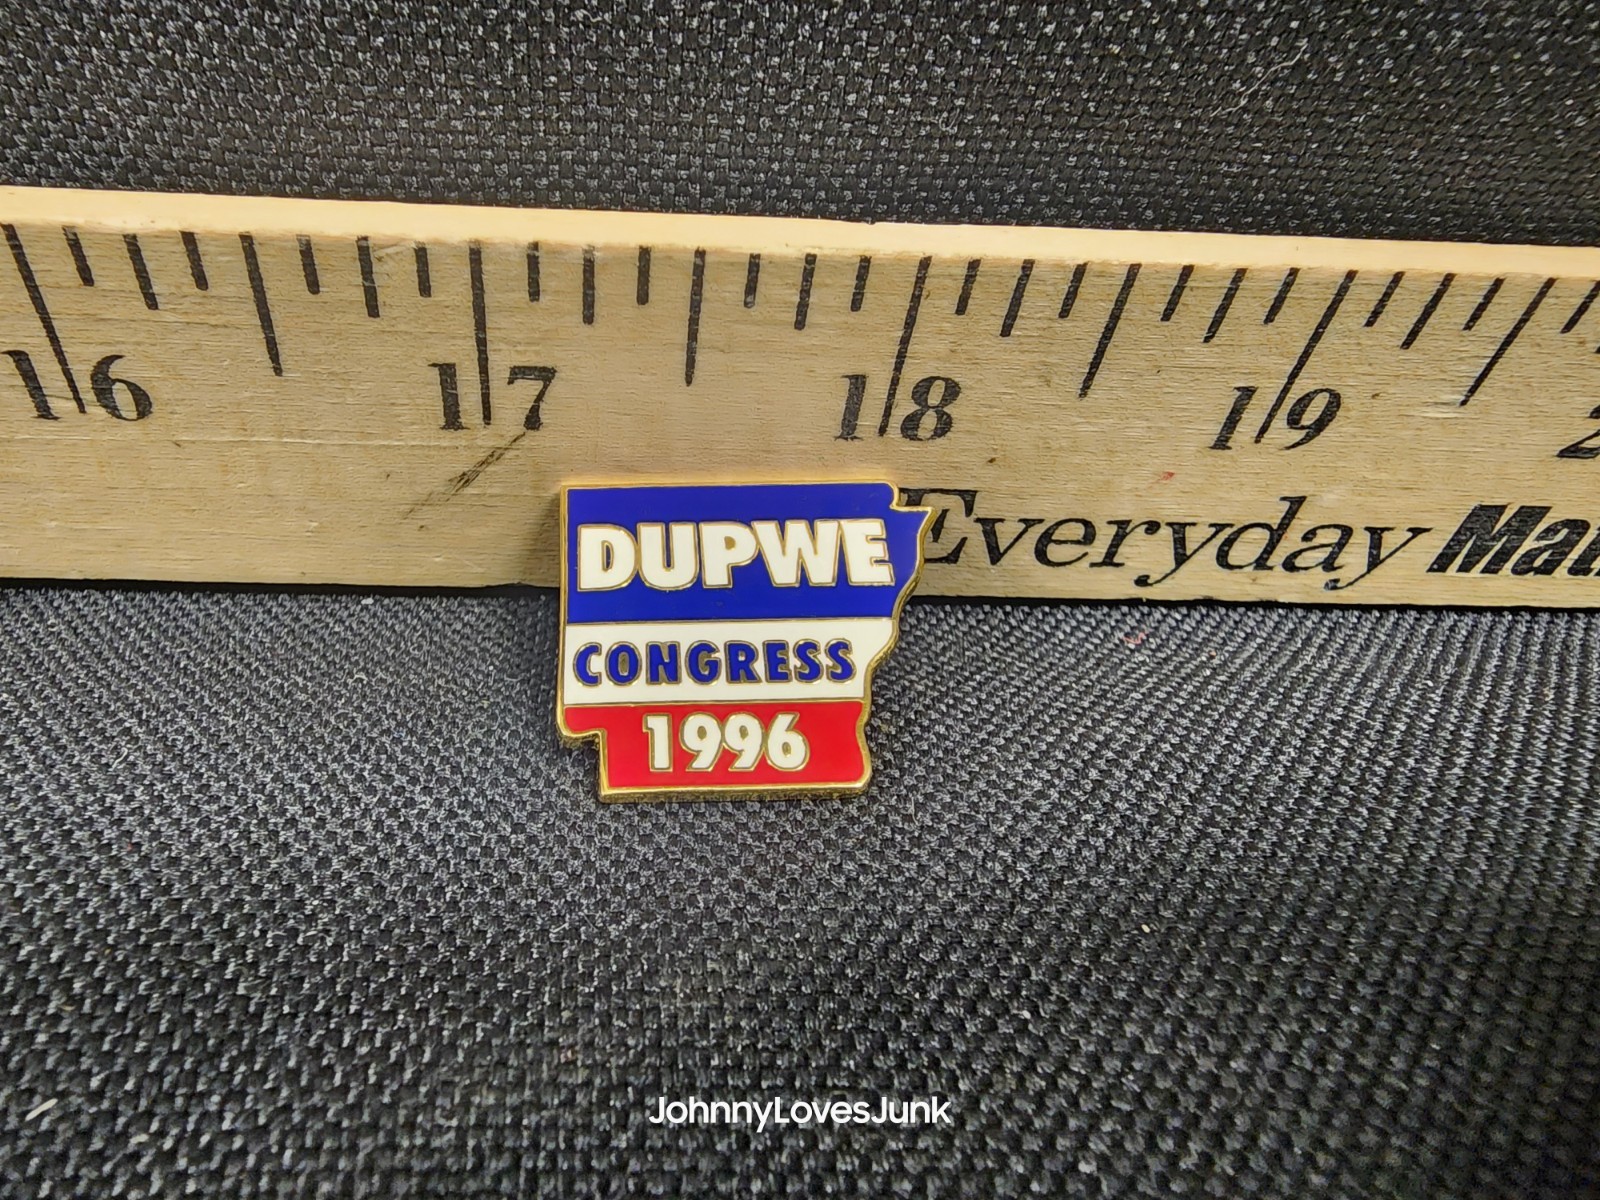 16 17 18 19
Everyday
DUPWE
CONGRESS
1996
JohnnyLovesJunk